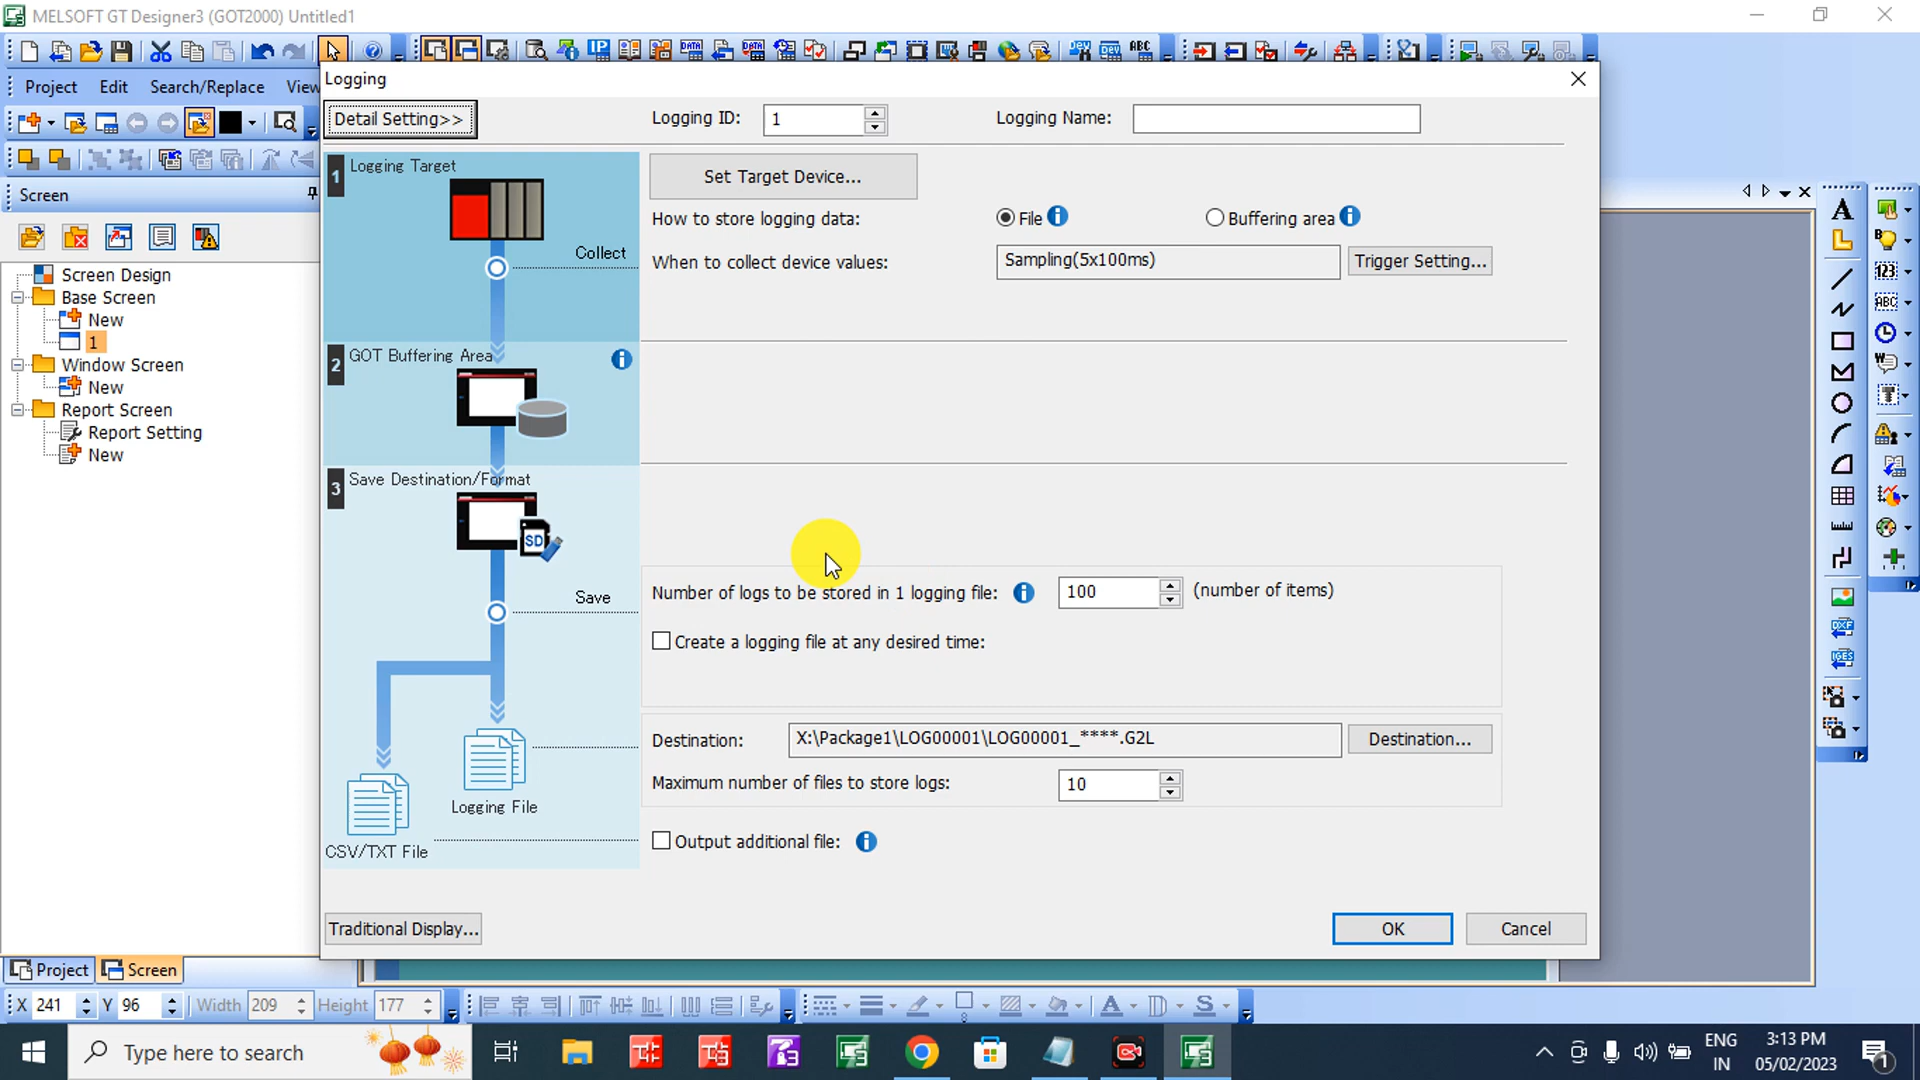 MELSOFT GT Designer3 (GOT2000) Untitled1
Project Edit Search/Replace View
Screen
Screen Design
Base Screen
New
1
Window Screen
New
Report Screen
Report Setting
New
Logging
Detail Setting>>
Logging ID: 1
Logging Name:
1 Logging Target
Collect
2 GOT Buffering Area
3 Save Destination/Format
SD
Save
Logging File
CSV/TXT File
Set Target Device...
How to store logging data: File Buffering area
When to collect device values: Sampling(5x100ms) Trigger Setting...
Number of logs to be stored in 1 logging file: 100 (number of items)
Create a logging file at any desired time:
Destination: X:\Package1\LOG00001\LOG00001_****.G2L Destination...
Maximum number of files to store logs: 10
Output additional file:
Traditional Display...
OK Cancel
Project Screen
X 241 Y 96 Width 209 Height 177
Type here to search
ENG
IN
3:13 PM
05/02/2023
1